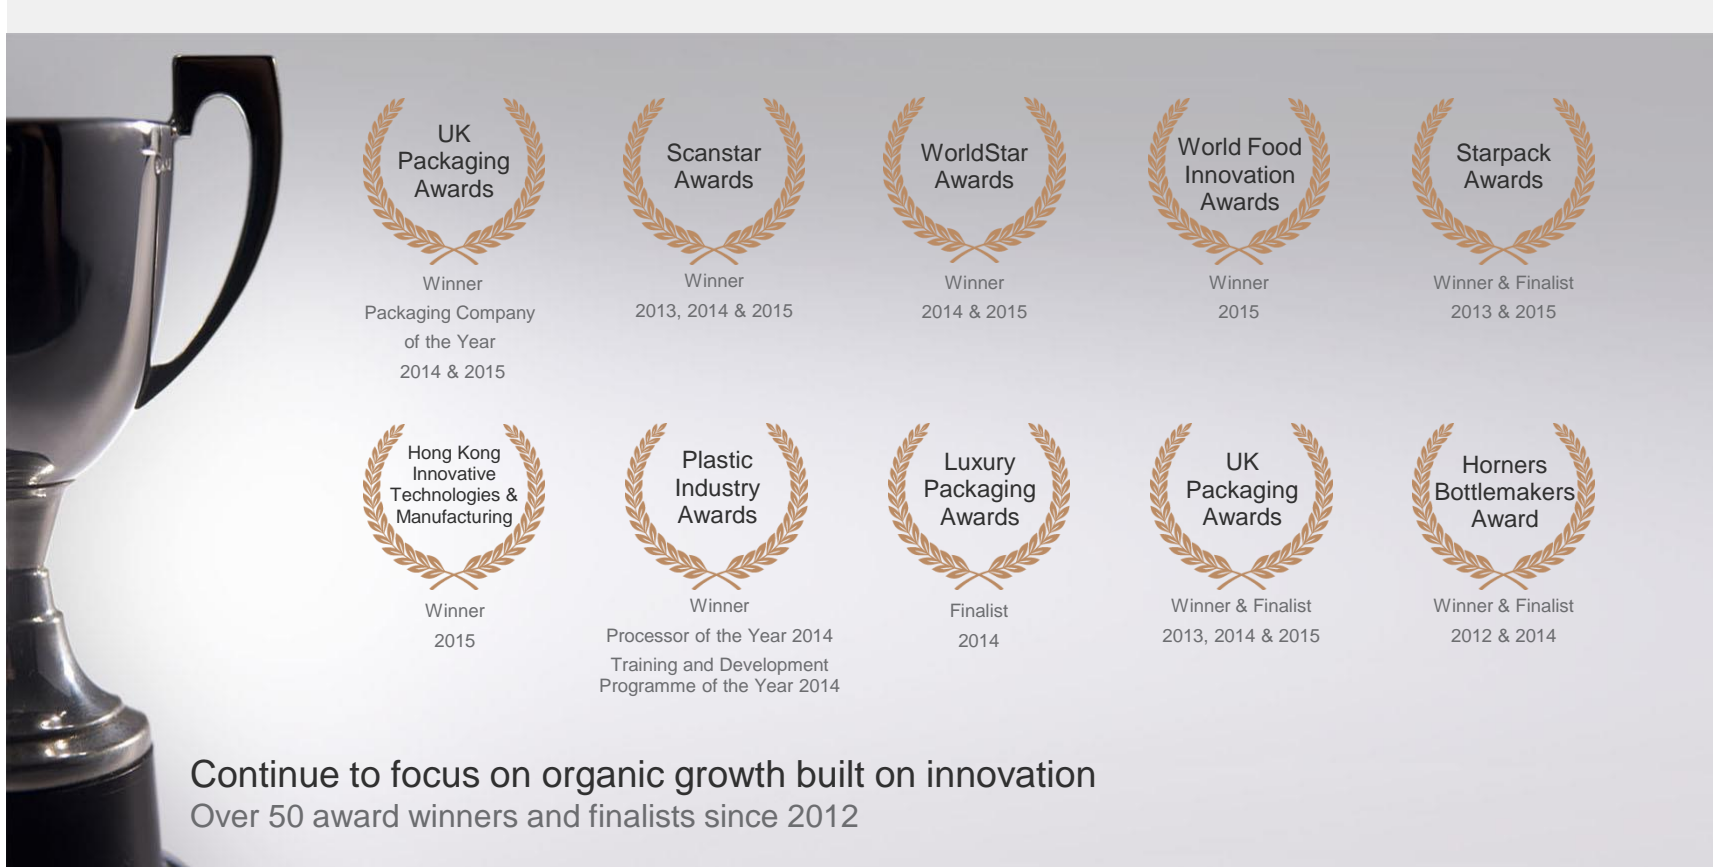 UK
Packaging
Awards
Winner
Packaging Company
of the Year
2014 & 2015
Scanstar
Awards
Winner
2013, 2014 & 2015
WorldStar
Awards
Winner
2014 & 2015
World Food
Innovation
Awards
Winner
2015
Starpack
Awards
Winner & Finalist
2013 & 2015
Hong Kong
Innovative
Technologies &
Manufacturing
Winner
2015
Plastic
Industry
Awards
Winner
Processor of the Year 2014
Training and Development
Programme of the Year 2014
Luxury
Packaging
Awards
Finalist
2014
UK
Packaging
Awards
Winner & Finalist
2013, 2014 & 2015
Horners
Bottlemakers
Award
Winner & Finalist
2012 & 2014
Continue to focus on organic growth built on innovation
Over 50 award winners and finalists since 2012